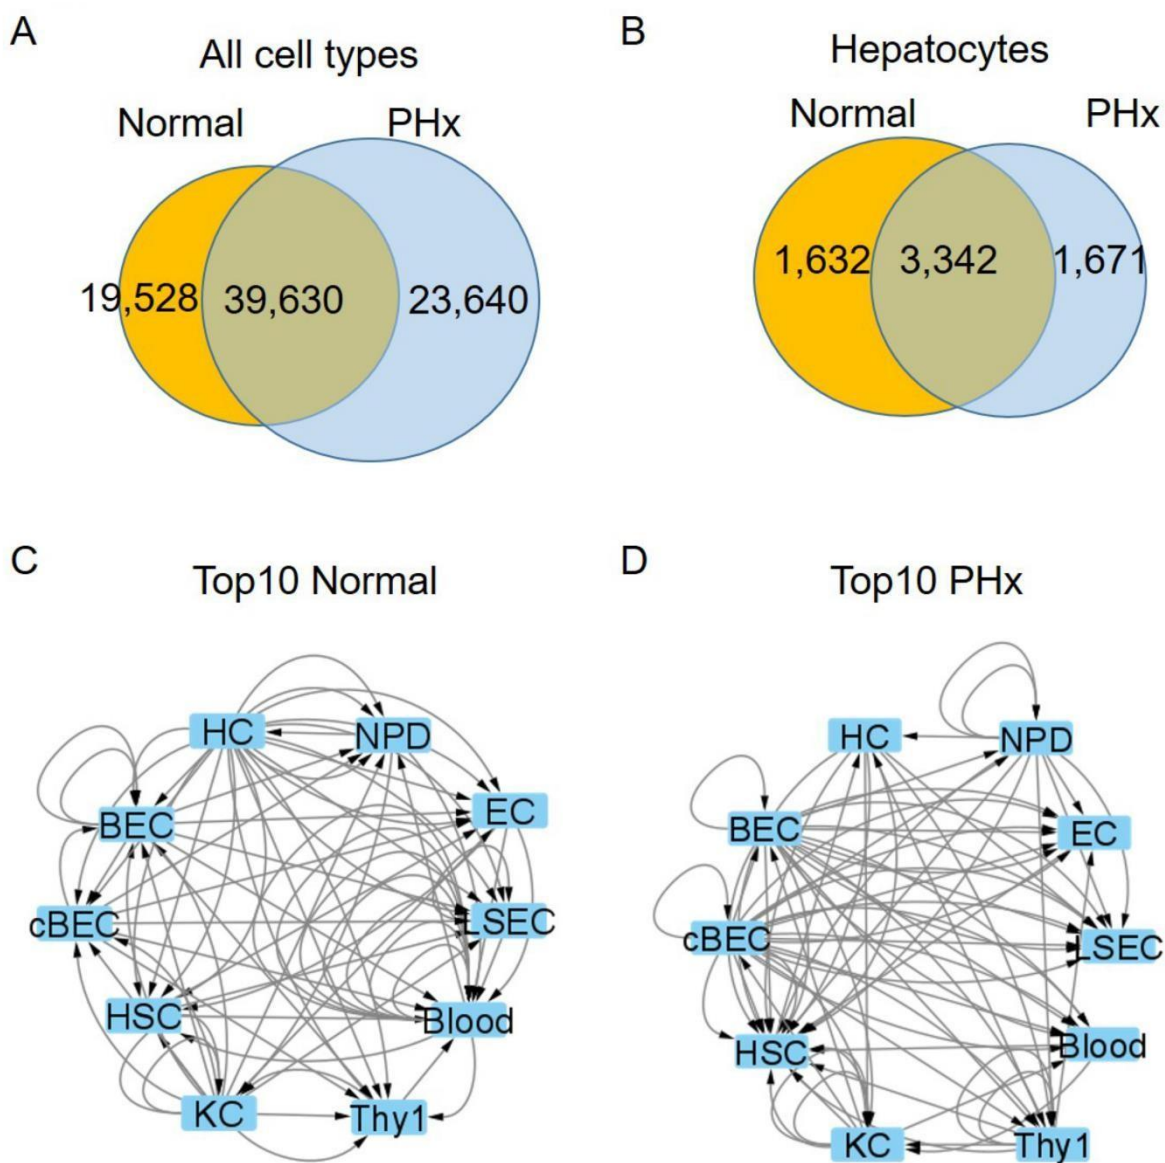 A
All cell types
Normal PHx
19,528 39,630 23,640
B
Hepatocytes
Normal PHx
1,632 3,342 1,671
C
Top10 Normal
HC
NPD
BEC
EC
cBEC
LSEC
HSC
Blood
KC
Thy1
D
Top10 PHx
HC
NPD
BEC
EC
cBEC
LSEC
HSC
Blood
KC
Thy1